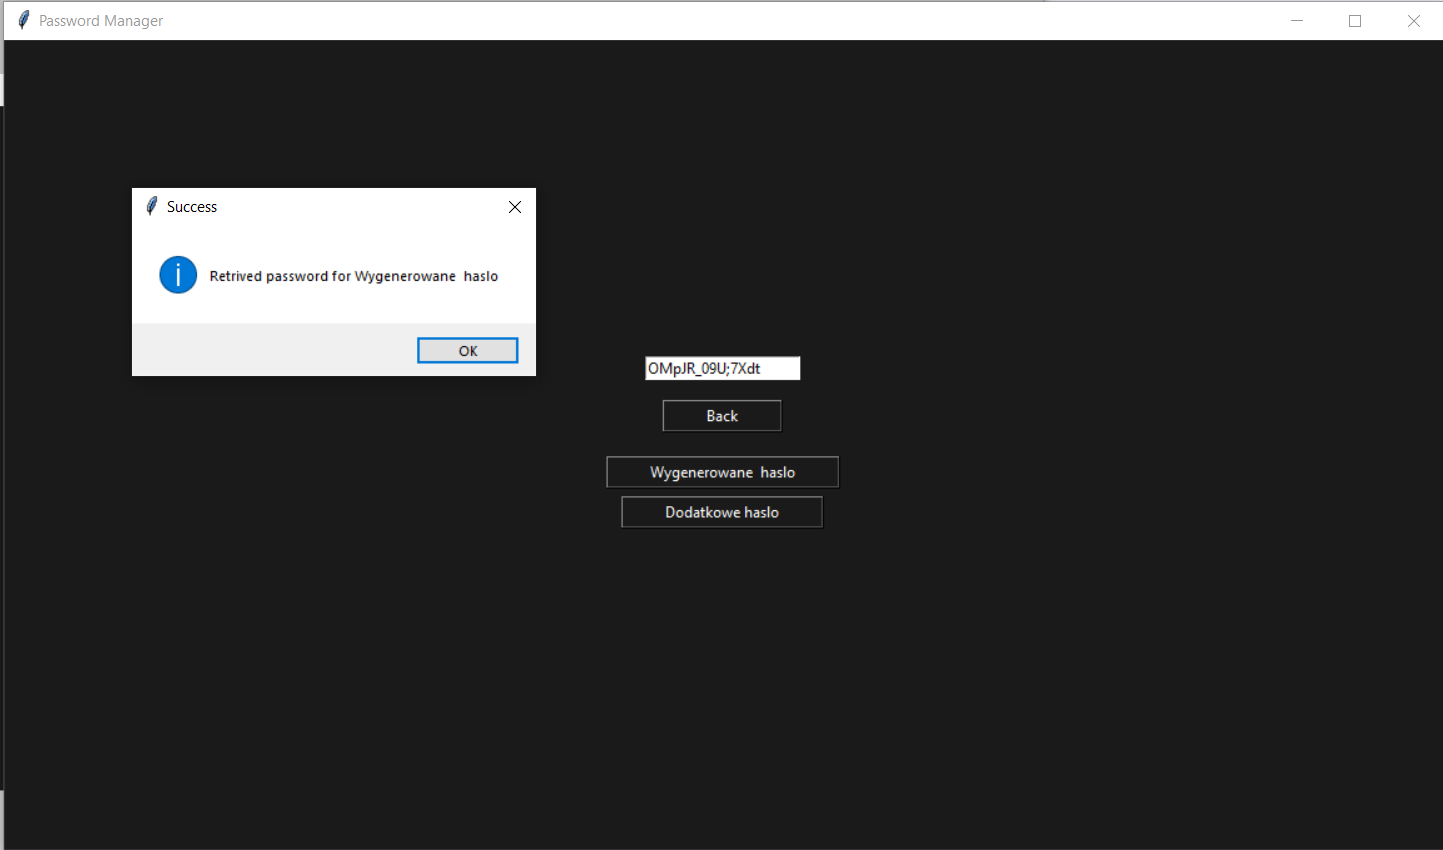 Password Manager
Success
Retrived password for Wygenerowane  haslo
OK
OMpJR_09U;7Xdt
Back
Wygenerowane  haslo
Dodatkowe haslo